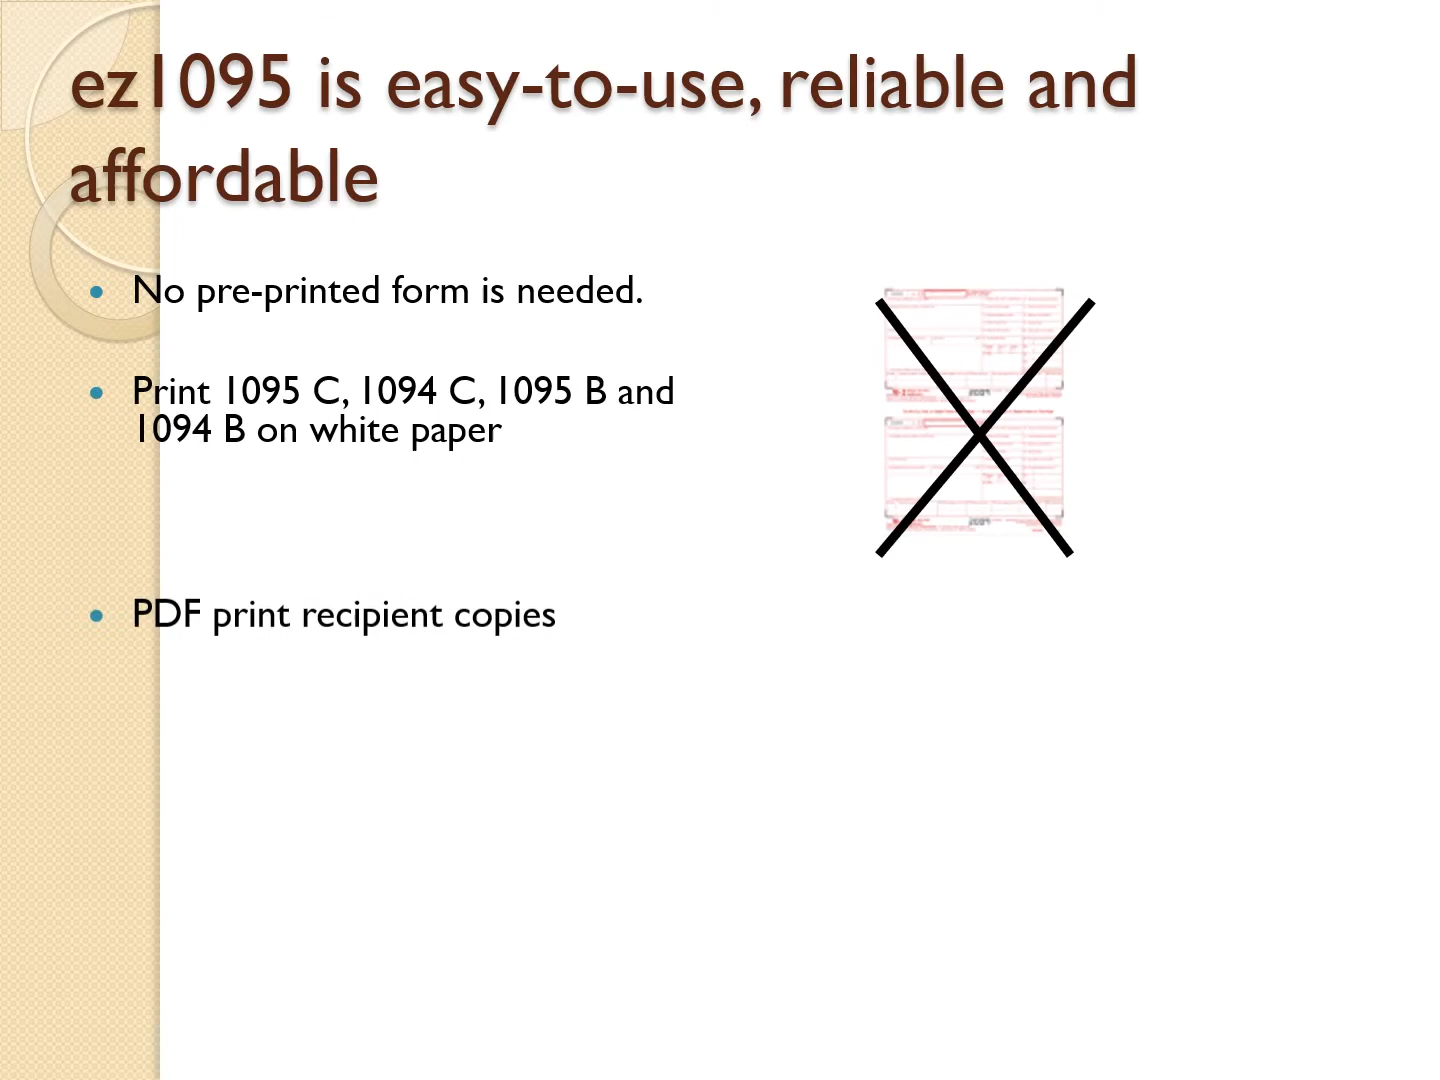 ez1095 is easy-to-use, reliable and
affordable
No pre-printed form is needed.
Print 1095 C, 1094 C, 1095 B and
1094 B on white paper
PDF print recipient copies